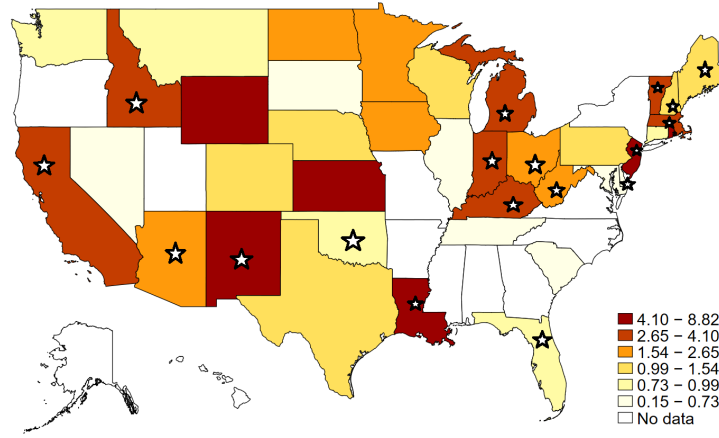 4.10 – 8.82
2.65 – 4.10
1.54 – 2.65
0.99 – 1.54
0.73 – 0.99
0.15 – 0.73
No data